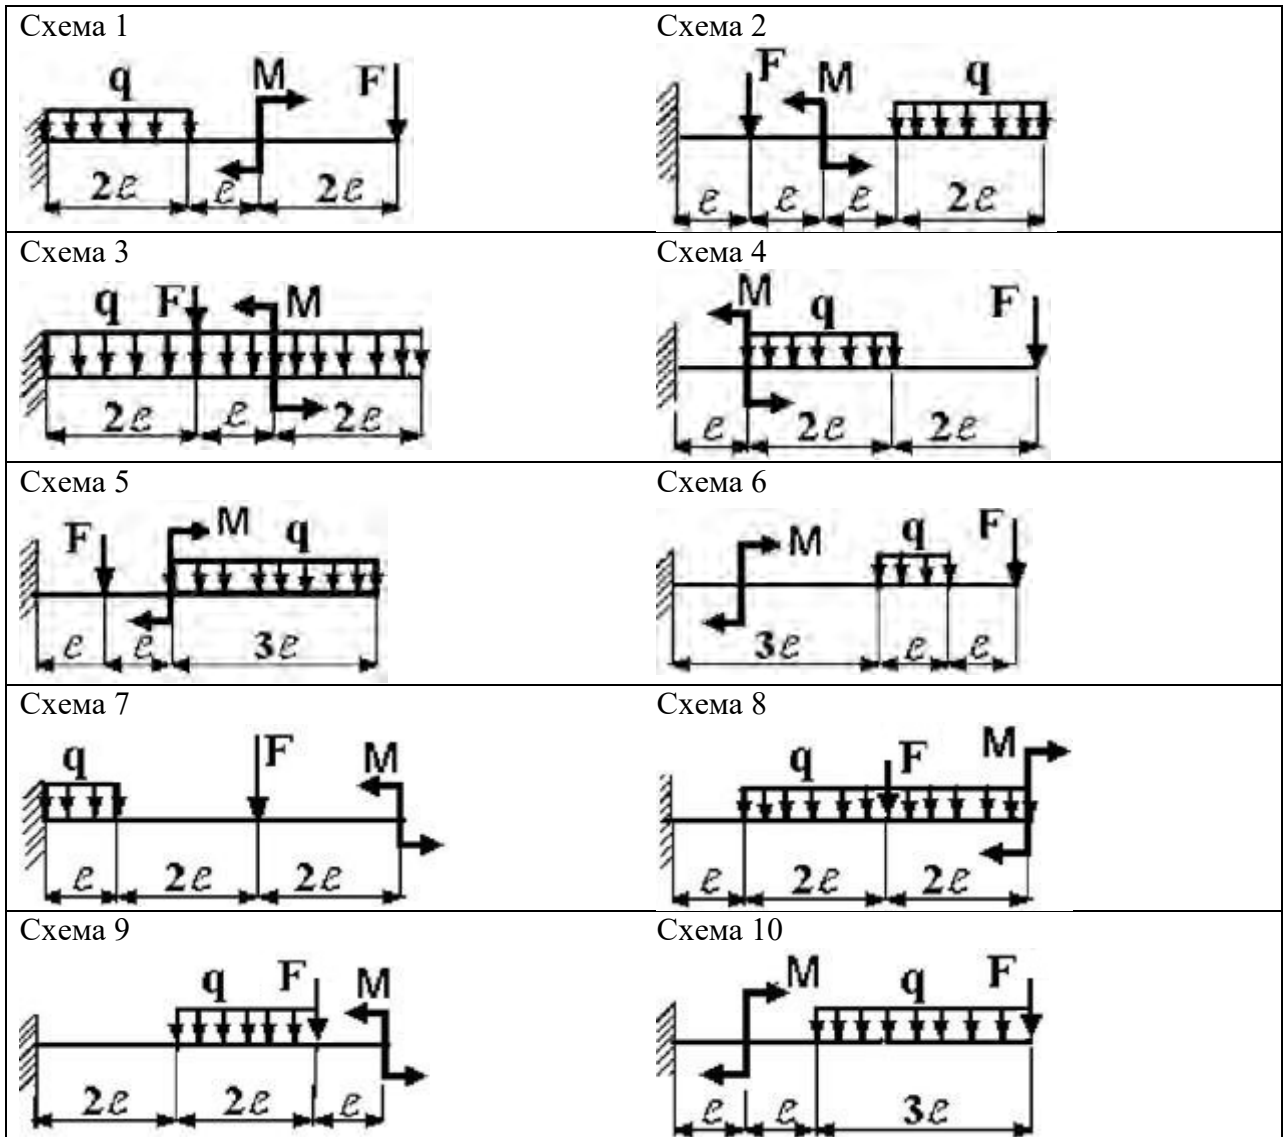 Схема 1
q M F
2ℓ ℓ 2ℓ
Схема 2
F M q
ℓ ℓ ℓ 2ℓ
Схема 3
q F M
2ℓ ℓ 2ℓ
Схема 4
M q F
ℓ 2ℓ 2ℓ
Схема 5
F M q
ℓ ℓ 3ℓ
Схема 6
M q F
3ℓ ℓ ℓ
Схема 7
q F M
ℓ 2ℓ 2ℓ
Схема 8
q F M
ℓ 2ℓ 2ℓ
Схема 9
q F M
2ℓ 2ℓ ℓ
Схема 10
M q F
ℓ ℓ 3ℓ